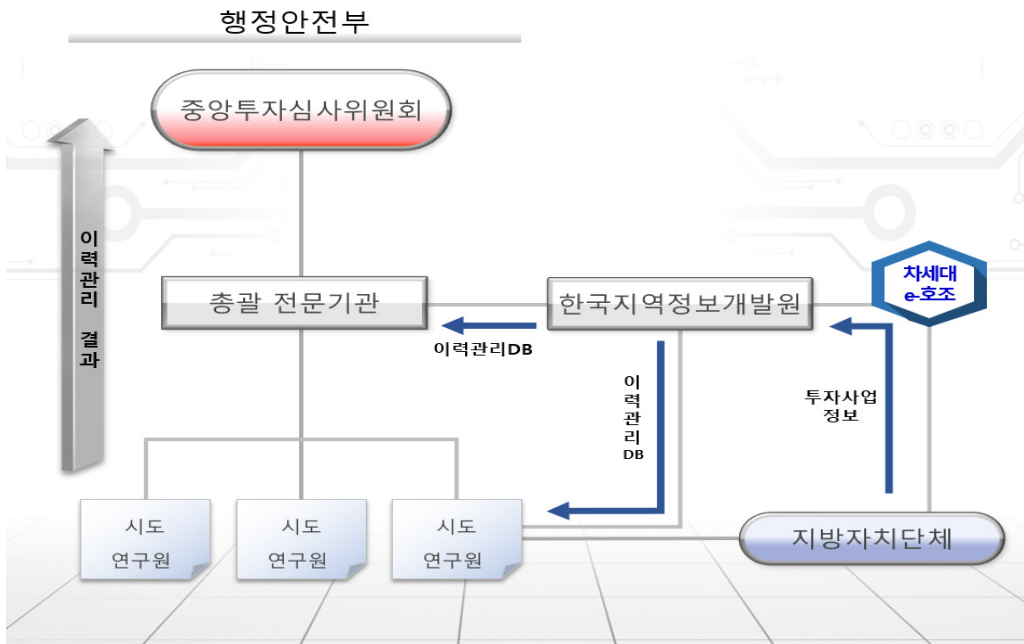 행정안전부
중앙투자심사위원회
이력관리 결과
총괄 전문기관
한국지역정보개발원
차세대
e-호조
이력관리DB
이력관리DB
투자사업
정보
시도
연구원
시도
연구원
시도
연구원
지방자치단체